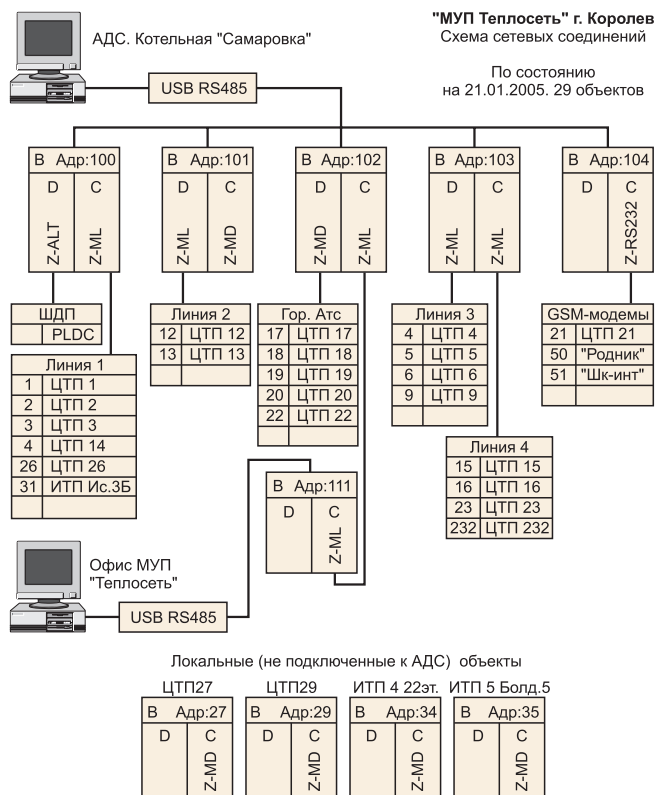 "МУП Теплосеть" г. Королев
Схема сетевых соединений
По состоянию
на 21.01.2005. 29 объектов
АДС. Котельная "Самаровка"
USB RS485
B Адр:100
D C
Z-ALT Z-ML
B Адр:101
D C
Z-ML Z-MD
B Адр:102
D C
Z-MD Z-ML
B Адр:103
D C
Z-ML Z-ML
B Адр:104
D C
Z-RS232
ШДП
PLDC
Линия 1
1 ЦТП 1
2 ЦТП 2
3 ЦТП 3
4 ЦТП 14
26 ЦТП 26
31 ИТП Ис.3Б
Линия 2
12 ЦТП 12
13 ЦТП 13
Гор. Атс
17 ЦТП 17
18 ЦТП 18
19 ЦТП 19
20 ЦТП 20
22 ЦТП 22
Линия 3
4 ЦТП 4
5 ЦТП 5
6 ЦТП 6
9 ЦТП 9
GSM-модемы
21 ЦТП 21
50 "Родник"
51 "Шк-инт"
Линия 4
15 ЦТП 15
16 ЦТП 16
23 ЦТП 23
232 ЦТП 232
B Адр:111
D C
Z-ML
Офис МУП
"Теплосеть"
USB RS485
Локальные (не подключенные к АДС) объекты
ЦТП27
B Адр:27
D C
Z-MD
ЦТП29
B Адр:29
D C
Z-MD
ИТП 4 22эт.
B Адр:34
D C
Z-MD
ИТП 5 Болд.5
B Адр:35
D C
Z-MD